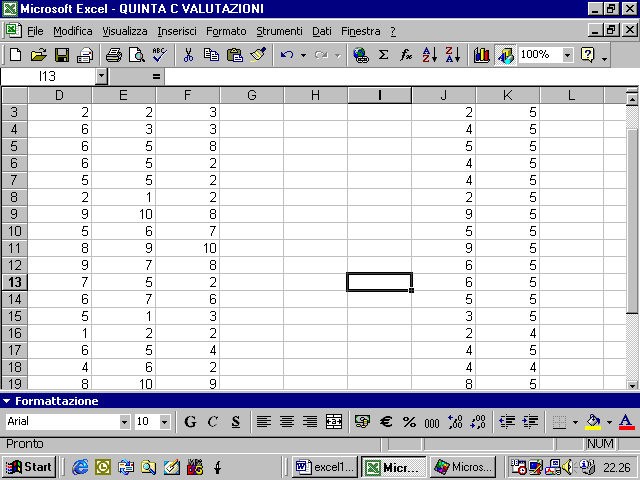 Microsoft Excel - QUINTA C VALUTAZIONI
File Modifica Visualizza Inserisci Formato Strumenti Dati Finestra ?
Σ fx A Z Z A 100% ?
I13 =
D E F G H I J K L
3 2 2 3 2 5
4 6 3 3 4 5
5 6 5 8 5 5
6 6 5 2 4 5
7 5 5 2 4 5
8 2 1 2 2 5
9 9 10 8 9 5
10 5 6 7 5 5
11 8 9 10 9 5
12 9 7 8 6 5
13 7 5 2 6 5
14 6 7 6 5 5
15 5 1 3 3 5
16 1 2 2 2 4
17 6 5 4 4 5
18 4 6 2 4 4
19 8 10 9 8 5
Formattazione
Arial 10 G C S € % 000 ,00 A
Pronto NUM
Start excel1... Micr... Micros... 22.26